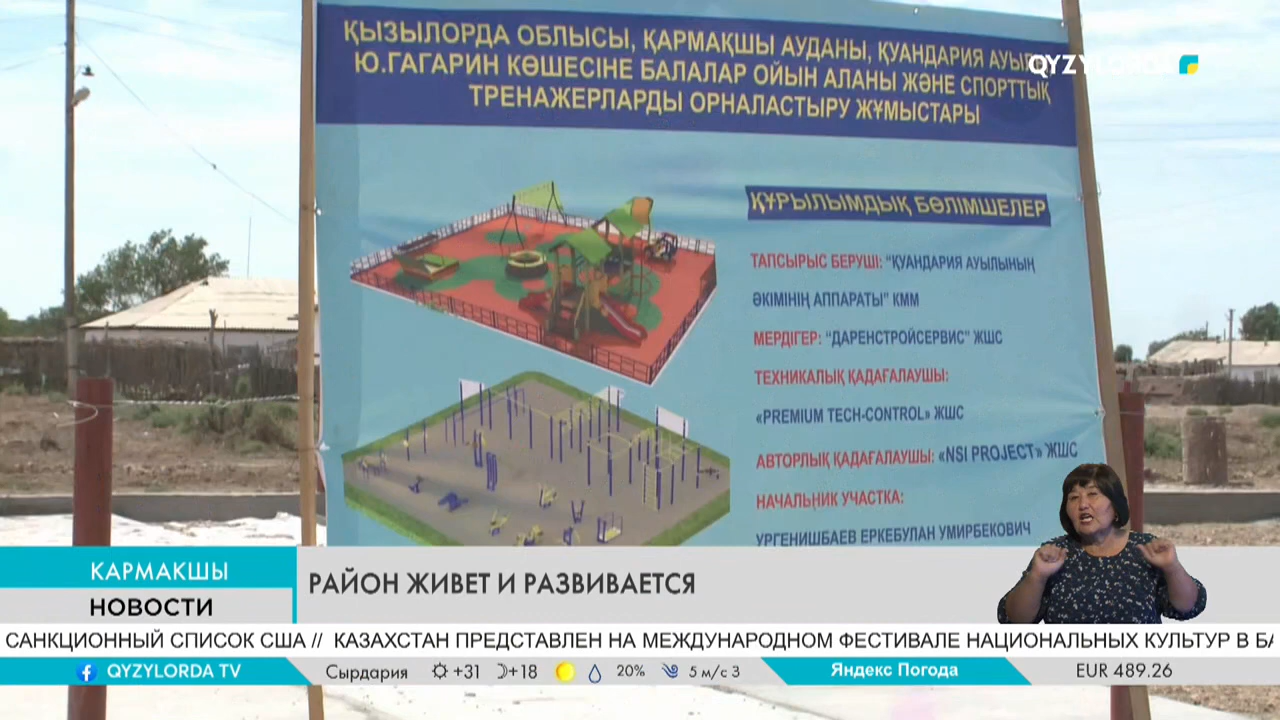 ҚЫЗЫЛОРДА ОБЛЫСЫ, ҚАРМАҚШЫ АУДАНЫ, ҚУАНДАРИЯ
QYZYLORDA
Ю.ГАГАРИН КӨШЕСІНЕ БАЛАЛАР ОЙЫН АЛАНЫ ЖӘНЕ СПОРТТЫҚ
ТРЕНАЖЕРЛАРДЫ ОРНАЛАСТЫРУ ЖҰМЫСТАРЫ
ҚҰРЫЛЫМДЫҚ БӨЛІМШЕЛЕР
ТАПСЫРЫС БЕРУШІ: "ҚУАНДАРИЯ АУЫЛЫНЫҢ
ӘКІМІНІҢ АППАРАТЫ" КММ
МЕРДІГЕР: "ДАРЕНСТРОЙСЕРВИС" ЖШС
ТЕХНИКАЛЫҚ ҚАДАҒАЛАУШЫ:
«PREMIUM TECH-CONTROL» ЖШС
АВТОРЛЫҚ ҚАДАҒАЛАУШЫ: «NSI PROJECT» ЖШС
НАЧАЛЬНИК УЧАСТКА:
УРГЕНИШБАЕВ ЕРКЕБУЛАН УМИРБЕКОВИЧ
КАРМАКШЫ
НОВОСТИ
РАЙОН ЖИВЕТ И РАЗВИВАЕТСЯ
САНКЦИОННЫЙ СПИСОК США // КАЗАХСТАН ПРЕДСТАВЛЕН НА МЕЖДУНАРОДНОМ ФЕСТИВАЛЕ НАЦИОНАЛЬНЫХ КУЛЬТУР В
QYZYLORDA TV
Сырдария +31 +18 20% 5 м/с З
Яндекс Погода
EUR 489.26